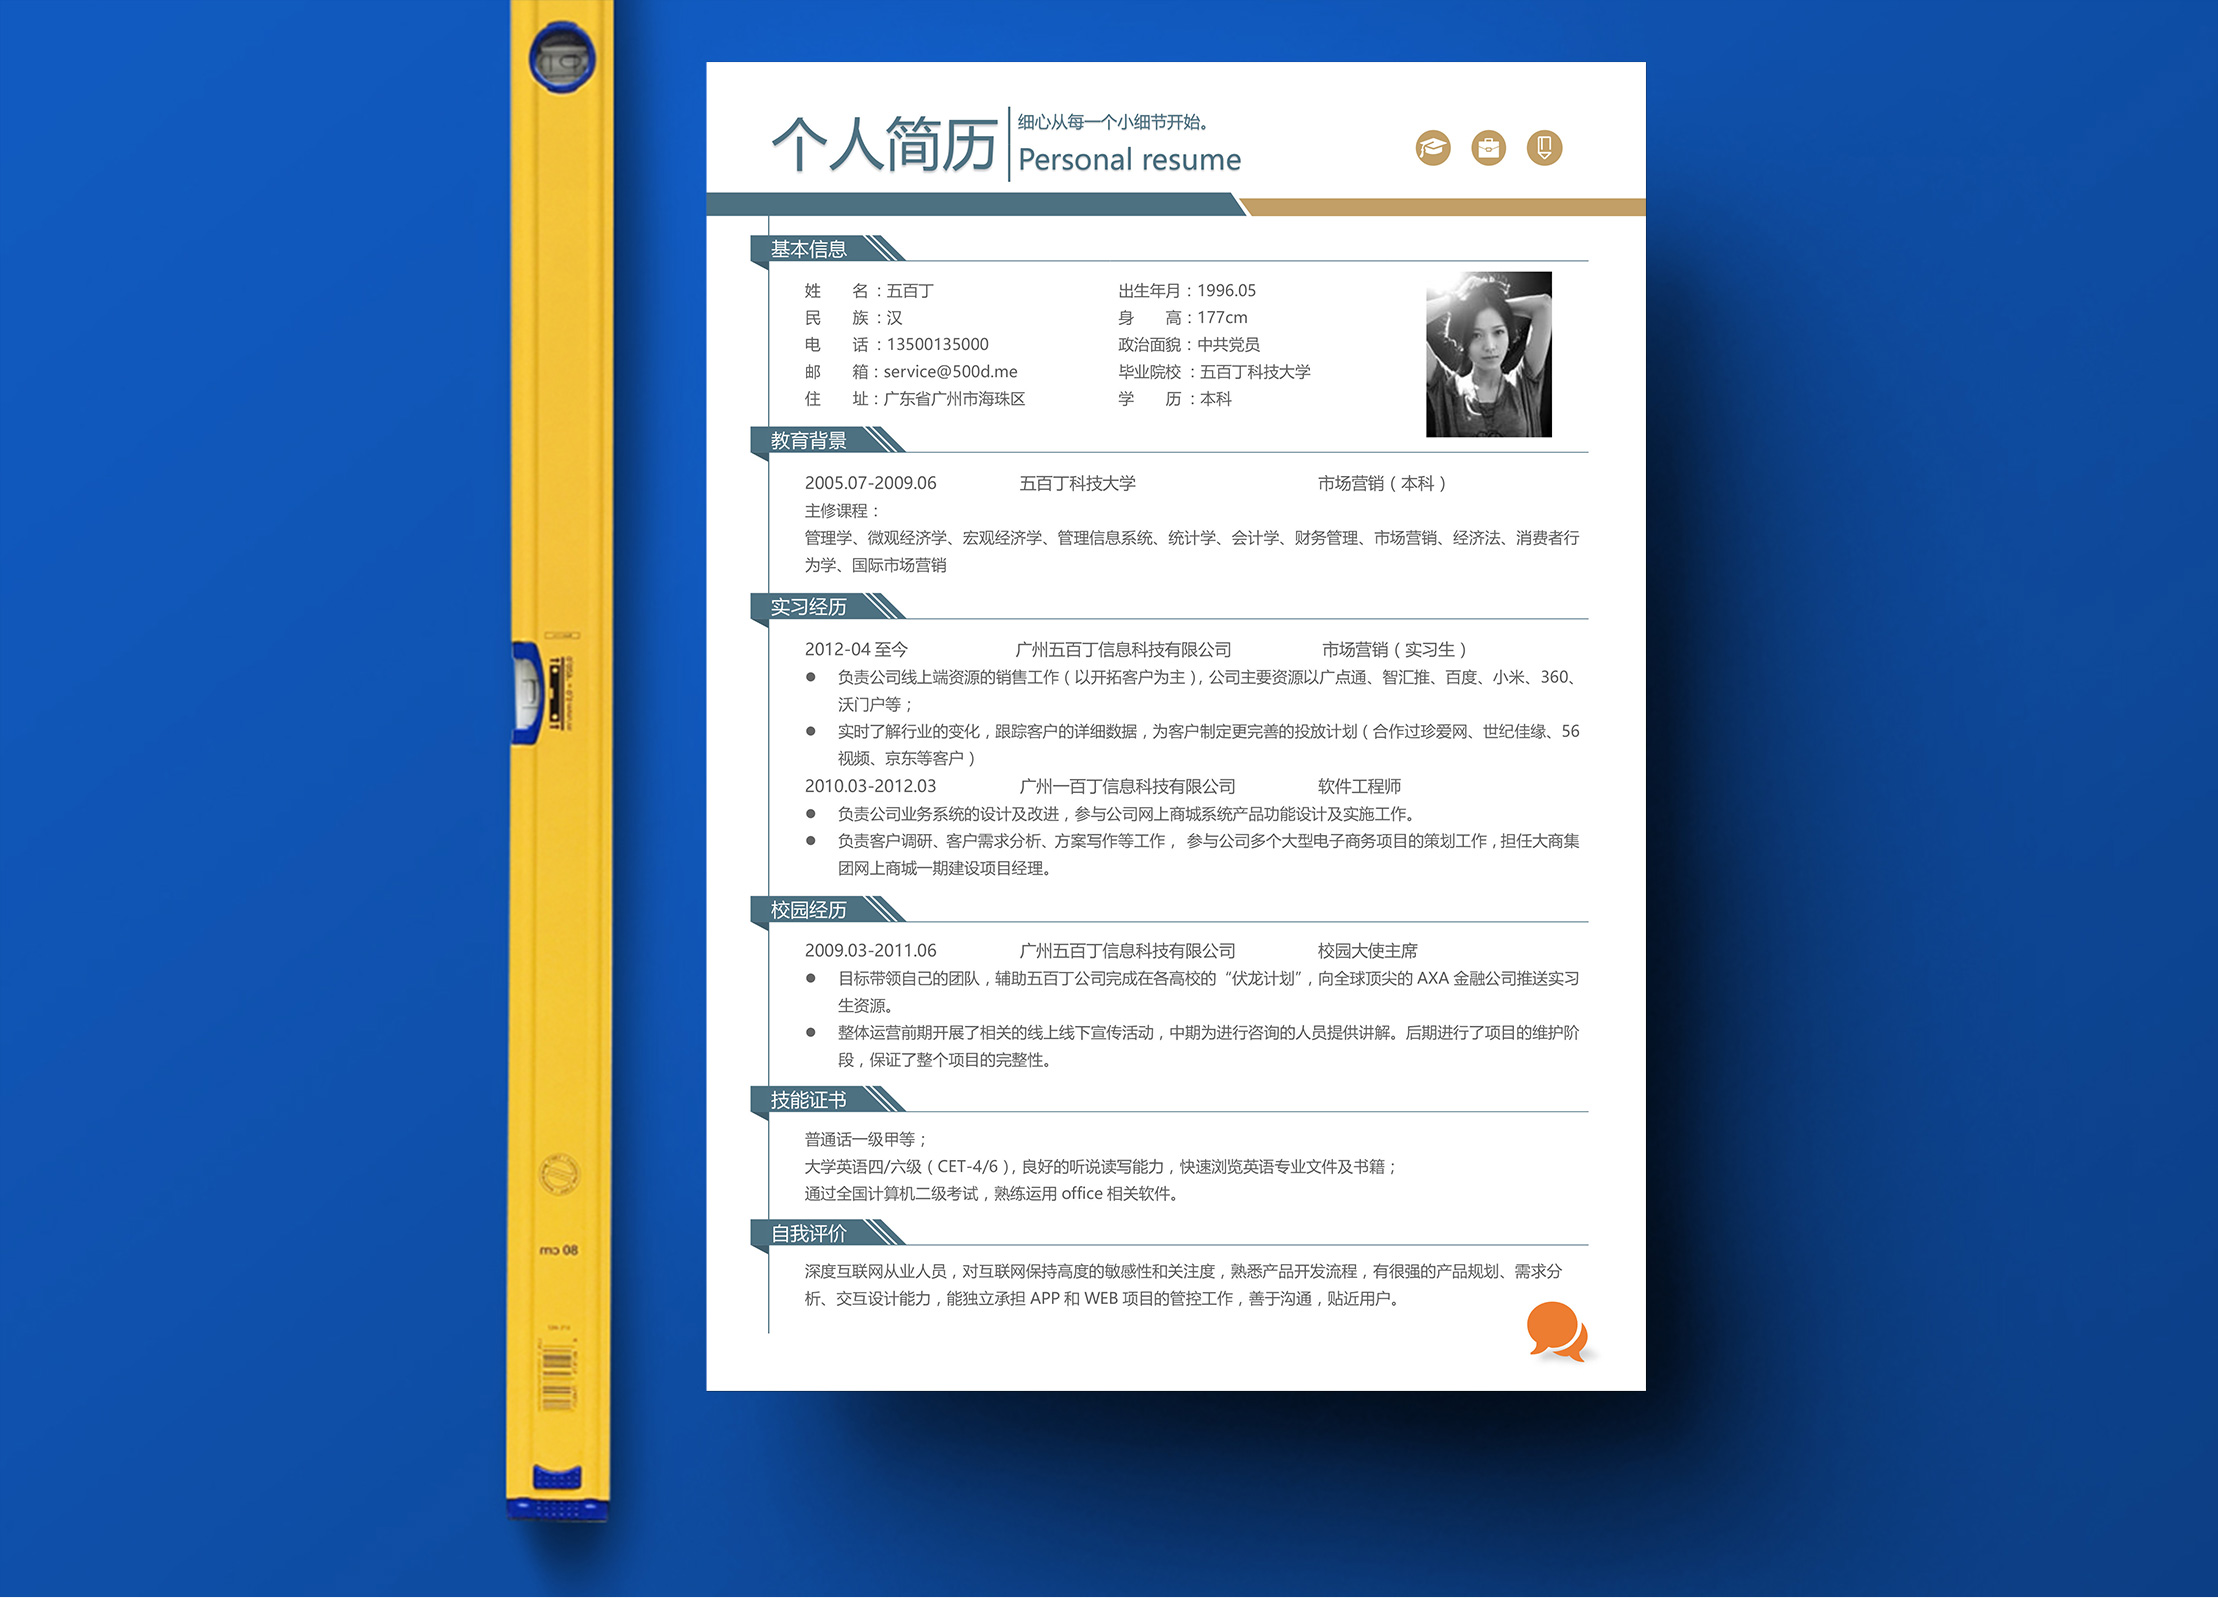 个人简历
细心从每一个小细节开始。
Personal resume
基本信息
姓 名：五百丁 出生年月：1996.05
民 族：汉 身 高：177cm
电 话：13500135000 政治面貌：中共党员
邮 箱：service@500d.me 毕业院校：五百丁科技大学
住 址：广东省广州市海珠区 学 历：本科
教育背景
2005.07-2009.06 五百丁科技大学 市场营销（本科）
主修课程：
管理学、微观经济学、宏观经济学、管理信息系统、统计学、会计学、财务管理、市场营销、经济法、消费者行
为学、国际市场营销
实习经历
2012-04 至今 广州五百丁信息科技有限公司 市场营销（实习生）
● 负责公司线上端资源的销售工作（以开拓客户为主），公司主要资源以广点通、智汇推、百度、小米、360、
沃门户等；
● 实时了解行业的变化，跟踪客户的详细数据，为客户制定更完善的投放计划（合作过珍爱网、世纪佳缘、56
视频、京东等客户）
2010.03-2012.03 广州一百丁信息科技有限公司 软件工程师
● 负责公司业务系统的设计及改进，参与公司网上商城系统产品功能设计及实施工作。
● 负责客户调研、客户需求分析、方案写作等工作， 参与公司多个大型电子商务项目的策划工作，担任大商集
团网上商城一期建设项目经理。
校园经历
2009.03-2011.06 广州五百丁信息科技有限公司 校园大使主席
● 目标带领自己的团队，辅助五百丁公司完成在各高校的“伏龙计划”，向全球顶尖的 AXA 金融公司推送实习
生资源。
● 整体运营前期开展了相关的线上线下宣传活动，中期为进行咨询的人员提供讲解。后期进行了项目的维护阶
段，保证了整个项目的完整性。
技能证书
普通话一级甲等；
大学英语四/六级（CET-4/6），良好的听说读写能力，快速浏览英语专业文件及书籍；
通过全国计算机二级考试，熟练运用 office 相关软件。
自我评价
深度互联网从业人员，对互联网保持高度的敏感性和关注度，熟悉产品开发流程，有很强的产品规划、需求分
析、交互设计能力，能独立承担 APP 和 WEB 项目的管控工作，善于沟通，贴近用户。
80 cm